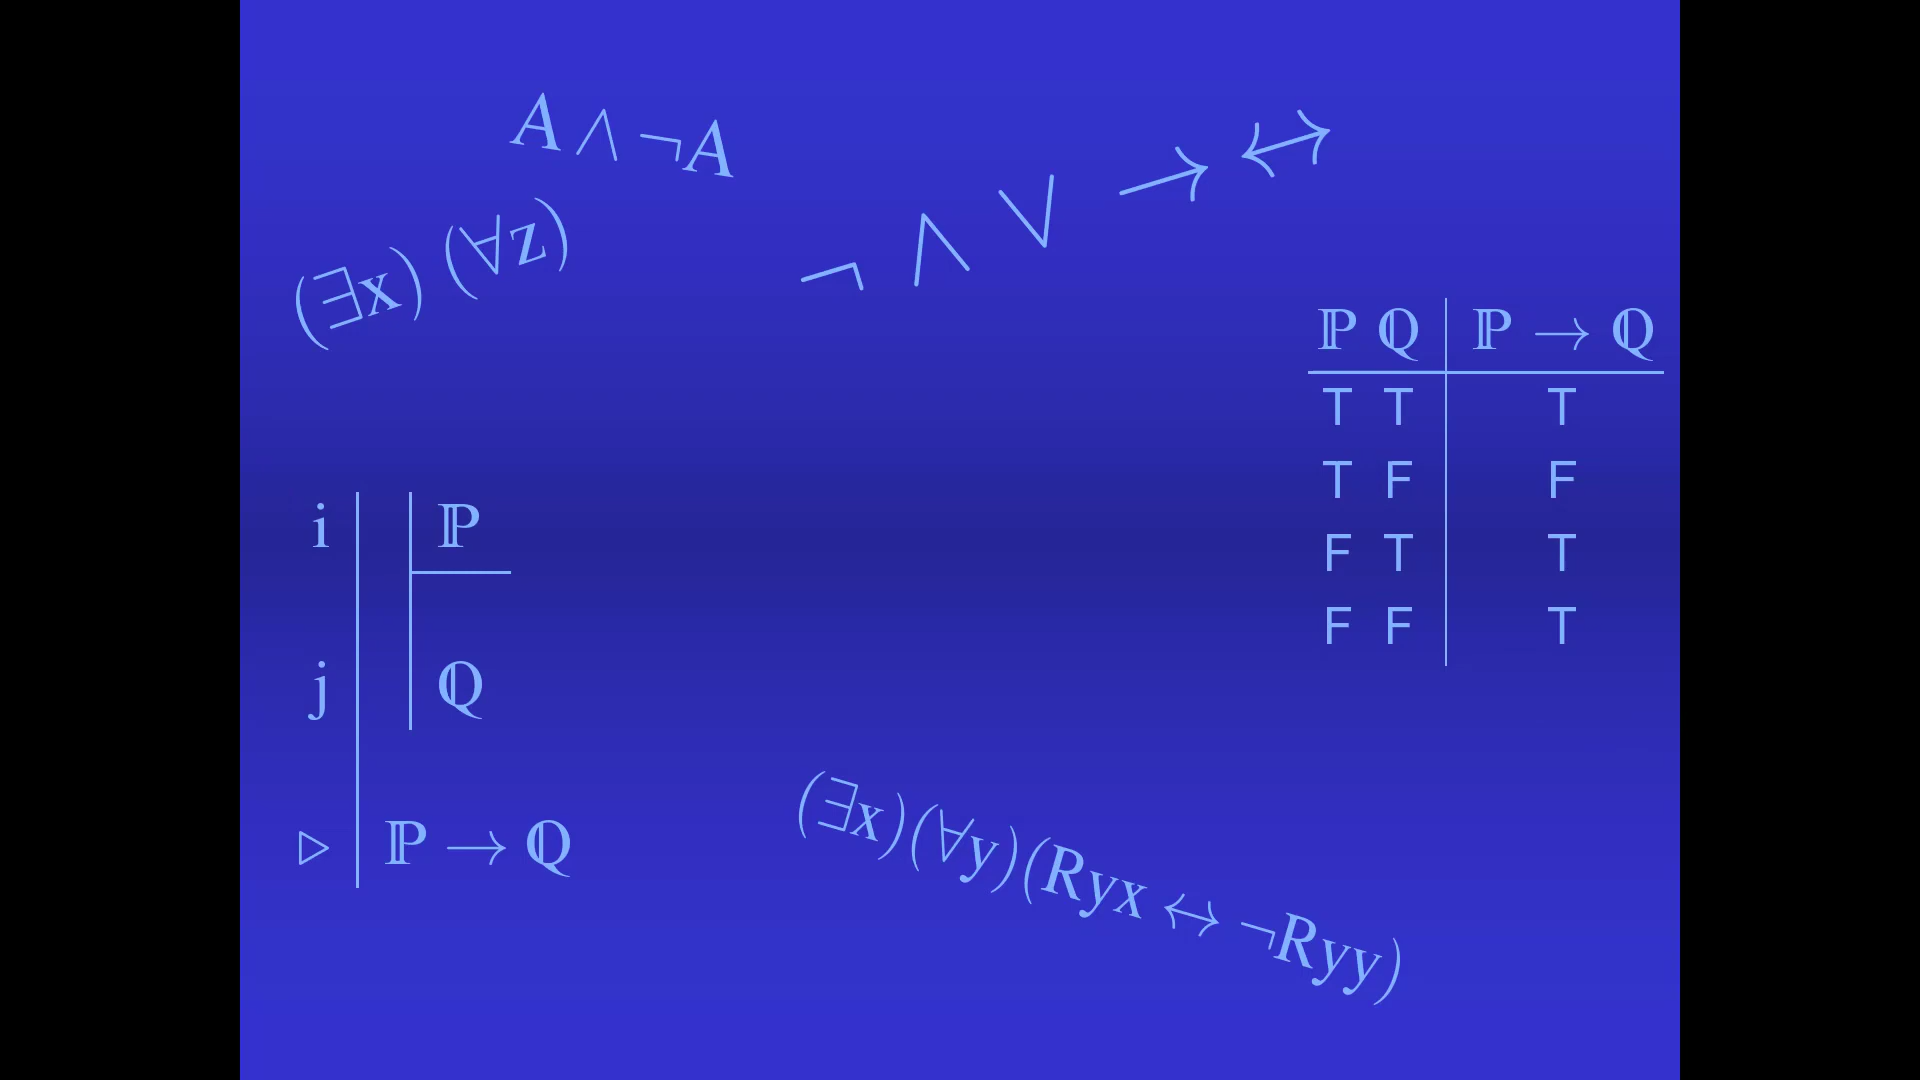 A ∧ ¬A
¬ ∧ ∨ → ↔
(∃x) (∀z)
ℙ ℚ ℙ → ℚ
T T T
T F F
F T T
F F T
i ℙ
j ℚ
▷ ℙ → ℚ
(∃x)(∀y)(Ryx ↔ ¬Ryy)